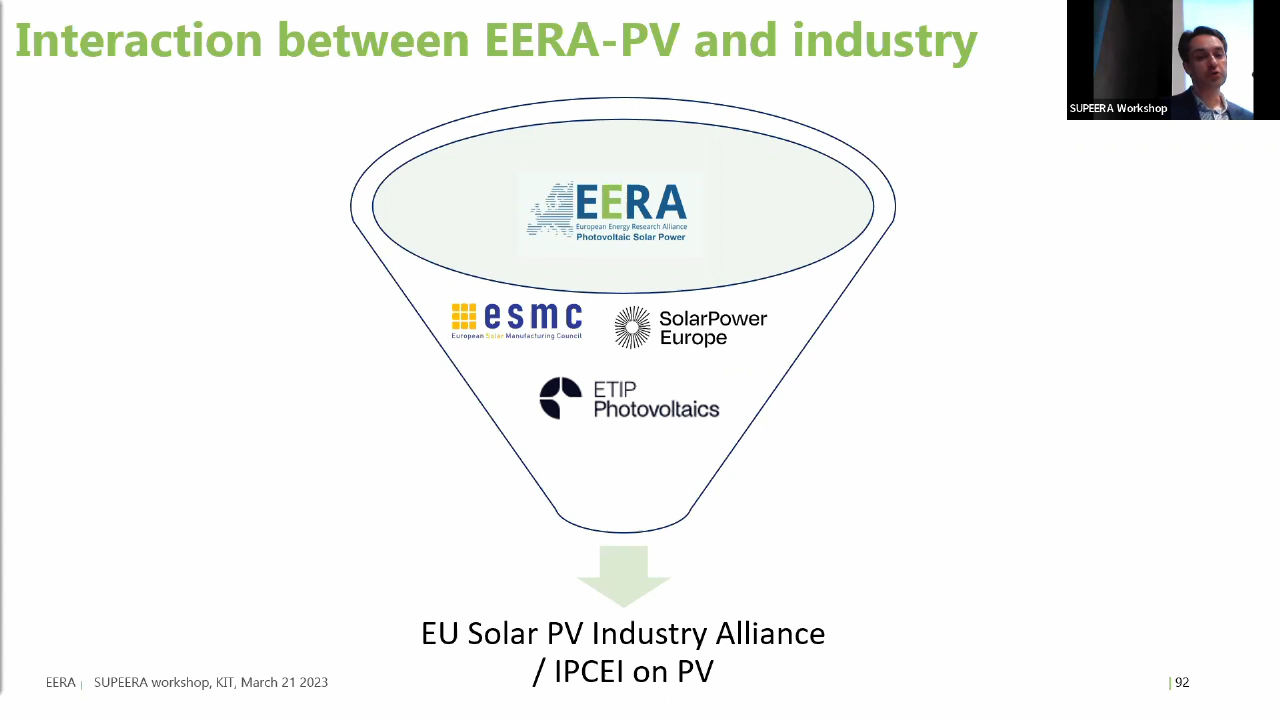 Interaction between EERA-PV and industry
SUPEERA Workshop
EERA
European Energy Research Alliance
Photovoltaic Solar Power
esmc
European Solar Manufacturing Council
SolarPower
Europe
ETIP
Photovoltaics
EU Solar PV Industry Alliance
/ IPCEI on PV
EERA | SUPEERA workshop, KIT, March 21 2023
| 92